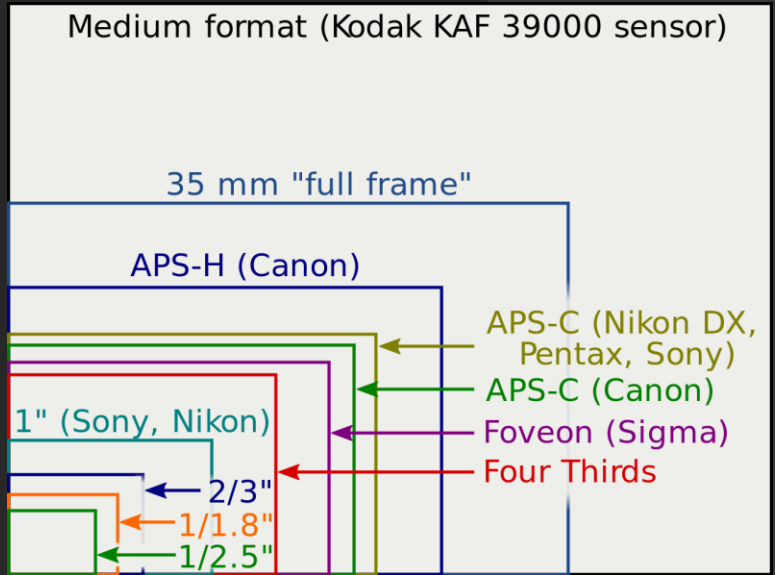 Medium format (Kodak KAF 39000 sensor)
35 mm "full frame"
APS-H (Canon)
APS-C (Nikon DX,
Pentax, Sony)
APS-C (Canon)
1" (Sony, Nikon)
Foveon (Sigma)
Four Thirds
2/3"
1/1.8"
1/2.5"